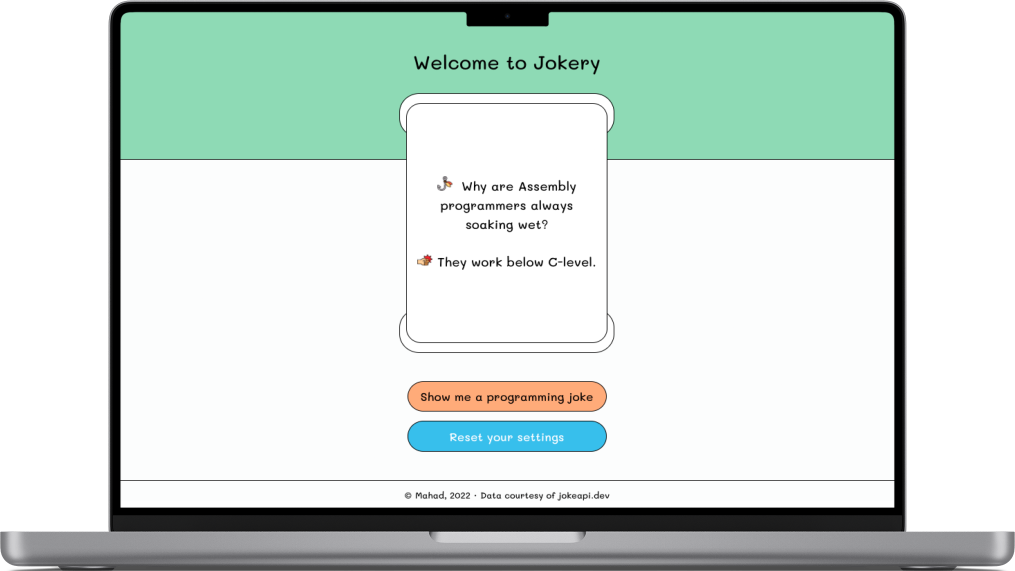 Welcome to Jokery
Why are Assembly
programmers always
soaking wet?
They work below C-level.
Show me a programming joke
Reset your settings
© Mahad, 2022 · Data courtesy of jokeapi.dev